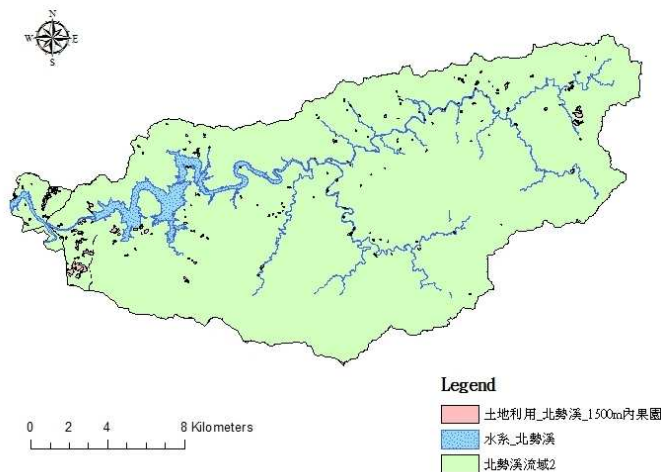 N
W E
S
Legend
土地利用_北勢溪_1500m內果園
水系_北勢溪
北勢溪流域2
0 2 4 8 Kilometers